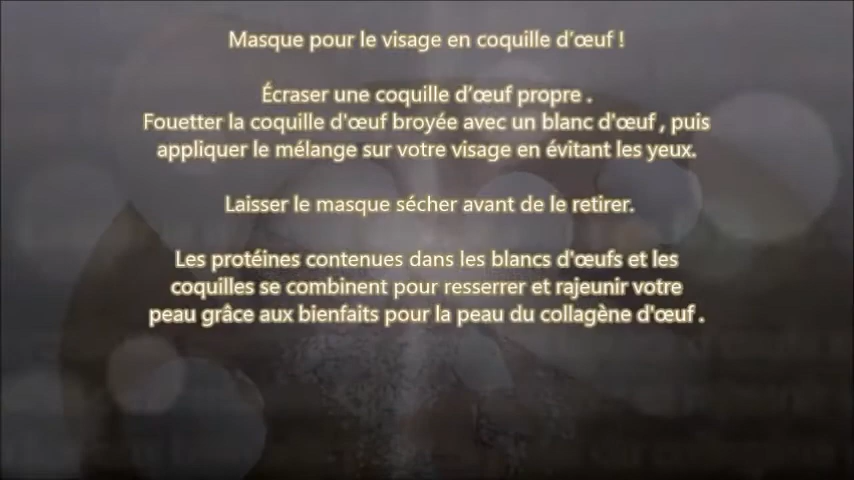 Masque pour le visage en coquille d’œuf !
Écraser une coquille d’œuf propre .
Fouetter la coquille d'œuf broyée avec un blanc d'œuf , puis
appliquer le mélange sur votre visage en évitant les yeux.
Laisser le masque sécher avant de le retirer.
Les protéines contenues dans les blancs d'œufs et les
coquilles se combinent pour resserrer et rajeunir votre
peau grâce aux bienfaits pour la peau du collagène d'œuf .